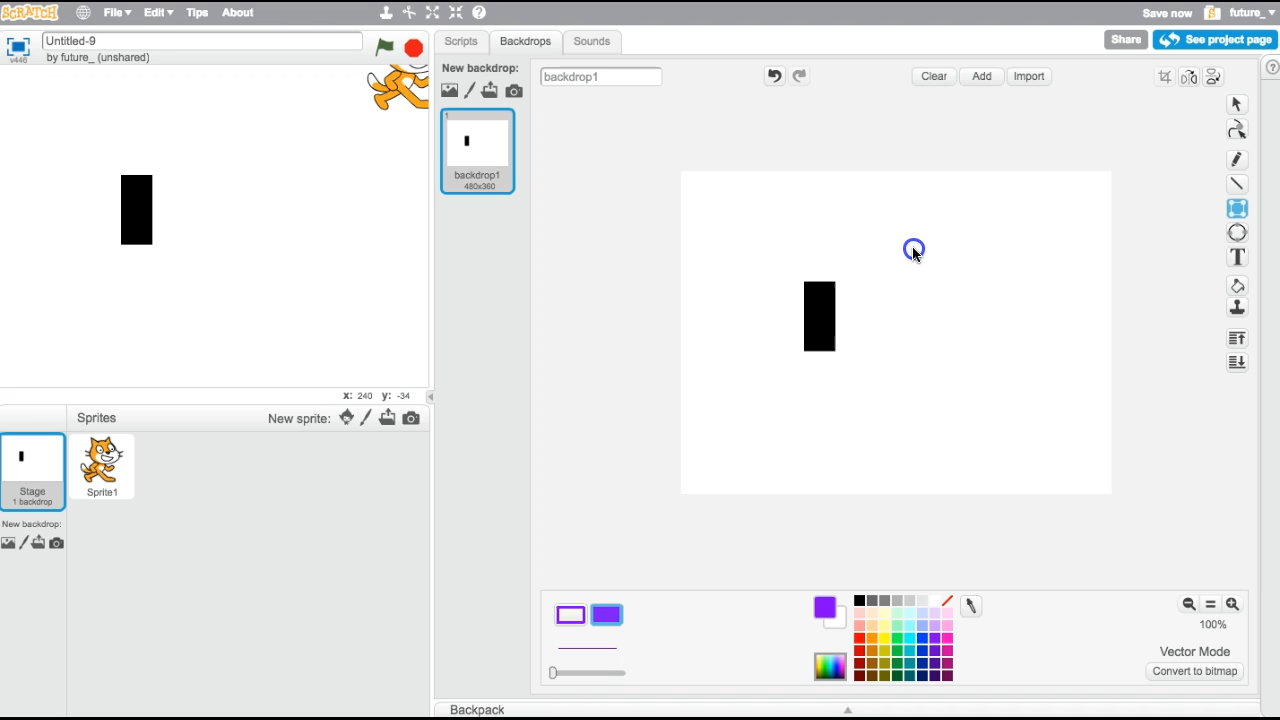 SCRATCH File▼ Edit▼ Tips About Save now S future_ ▼
v446 Untitled-9
by future_ (unshared)
Scripts Backdrops Sounds Share See project page
New backdrop: backdrop1 Clear Add Import
1
backdrop1
480x360
T
x: 240 y: -34
Sprites New sprite:
Stage
1 backdrop
Sprite1
New backdrop:
100%
Vector Mode
Convert to bitmap
Backpack